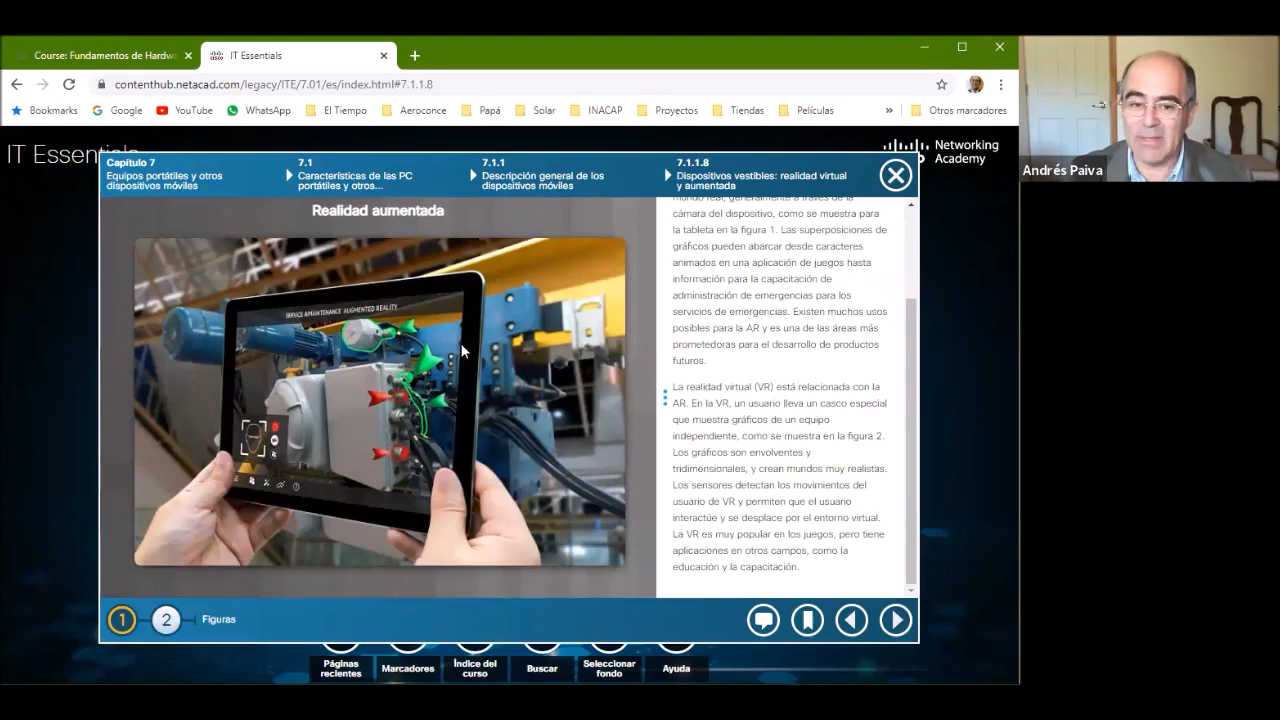 Course: Fundamentos de Hardw
IT Essentials
contenthub.netacad.com/legacy/ITE/7.01/es/index.html#7.1.1.8
Bookmarks
Google
YouTube
WhatsApp
El Tiempo
Aeroconce
Papá
Solar
INACAP
Proyectos
Tiendas
Películas
»
Otros marcadores
IT Essentials
Networking
Academy
Andrés Paiva
Capítulo 7
Equipos portátiles y otros
dispositivos móviles
7.1
Características de las PC
portátiles y otros...
7.1.1
Descripción general de los
dispositivos móviles
7.1.1.8
Dispositivos vestibles: realidad virtual
y aumentada
Realidad aumentada
SERVICE & MAINTENANCE AUGMENTED REALITY
mundo real, generalmente a través de la
cámara del dispositivo, como se muestra para
la tableta en la figura 1. Las superposiciones de
gráficos pueden abarcar desde caracteres
animados en una aplicación de juegos hasta
información para la capacitación de
administración de emergencias para los
servicios de emergencias. Existen muchos usos
posibles para la AR y es una de las áreas más
prometedoras para el desarrollo de productos
futuros.
La realidad virtual (VR) está relacionada con la
AR. En la VR, un usuario lleva un casco especial
que muestra gráficos de un equipo
independiente, como se muestra en la figura 2.
Los gráficos son envolventes y
tridimensionales, y crean mundos muy realistas.
Los sensores detectan los movimientos del
usuario de VR y permiten que el usuario
interactúe y se desplace por el entorno virtual.
La VR es muy popular en los juegos, pero tiene
aplicaciones en otros campos, como la
educación y la capacitación.
1
2
Figuras
Páginas
recientes
Marcadores
Índice del
curso
Buscar
Seleccionar
fondo
Ayuda